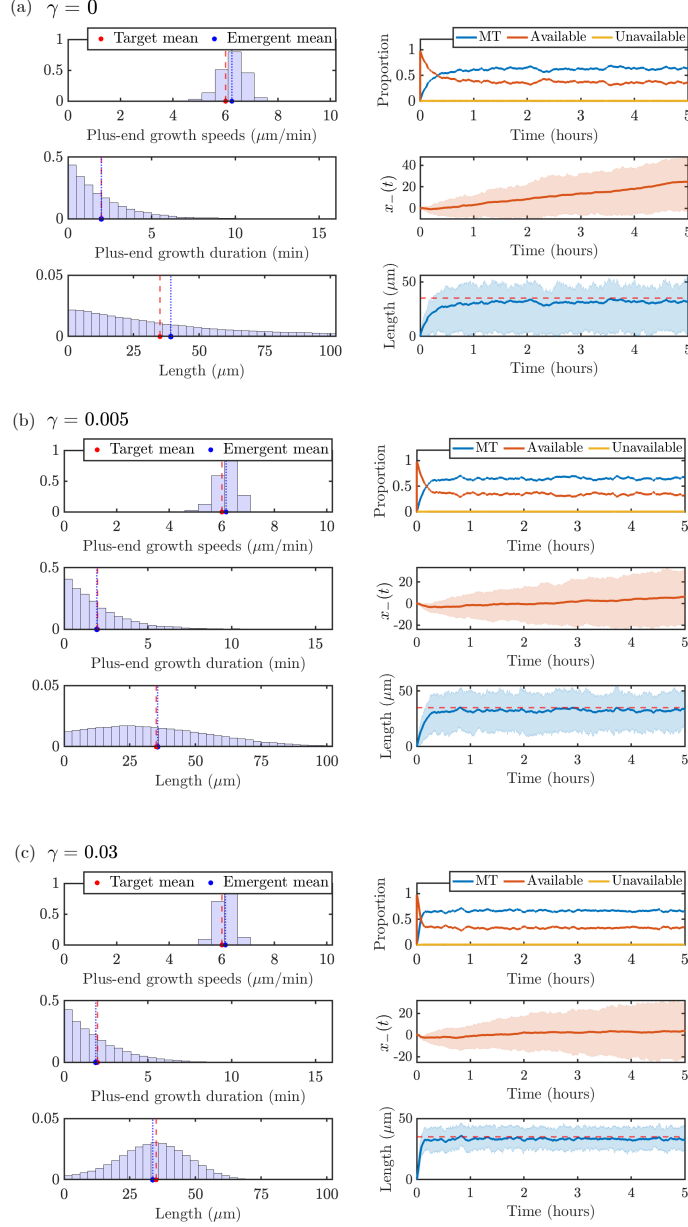 (a) γ = 0
Target mean Emergent mean
1
0.5
0
0 2 4 6 8 10
Plus-end growth speeds (μm/min)
MT Available Unavailable
Proportion
1
0.5
0
0 1 2 3 4 5
Time (hours)
0.5
0
0 5 10 15
Plus-end growth duration (min)
x₋(t)
40
20
0
0 1 2 3 4 5
Time (hours)
0.05
0
0 25 50 75 100
Length (μm)
Length (μm)
50
0
0 1 2 3 4 5
Time (hours)
(b) γ = 0.005
Target mean Emergent mean
1
0.5
0
0 2 4 6 8 10
Plus-end growth speeds (μm/min)
MT Available Unavailable
Proportion
1
0.5
0
0 1 2 3 4 5
Time (hours)
0.5
0
0 5 10 15
Plus-end growth duration (min)
x₋(t)
20
0
-20
0 1 2 3 4 5
Time (hours)
0.05
0
0 25 50 75 100
Length (μm)
Length (μm)
50
0
0 1 2 3 4 5
Time (hours)
(c) γ = 0.03
Target mean Emergent mean
1
0.5
0
0 2 4 6 8 10
Plus-end growth speeds (μm/min)
MT Available Unavailable
Proportion
1
0.5
0
0 1 2 3 4 5
Time (hours)
0.5
0
0 5 10 15
Plus-end growth duration (min)
x₋(t)
20
0
-20
0 1 2 3 4 5
Time (hours)
0.05
0
0 25 50 75 100
Length (μm)
Length (μm)
50
0
0 1 2 3 4 5
Time (hours)